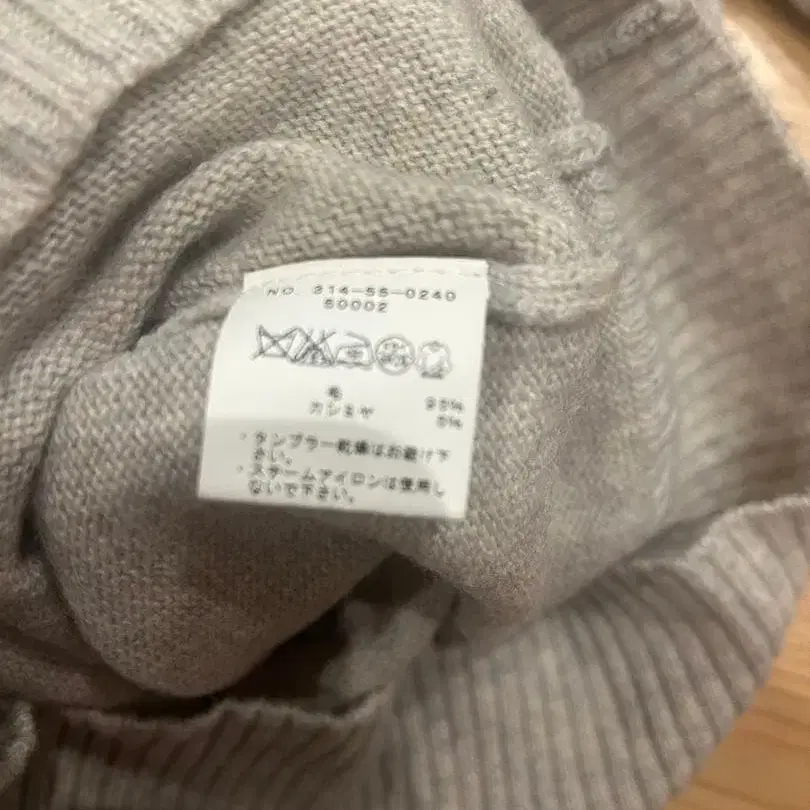 NO. 314-55-0240
50002
毛 95%
カシミヤ 5%
・タンブラー乾燥はお避け下
さい。
・スチームアイロンは使用し
ないで下さい。